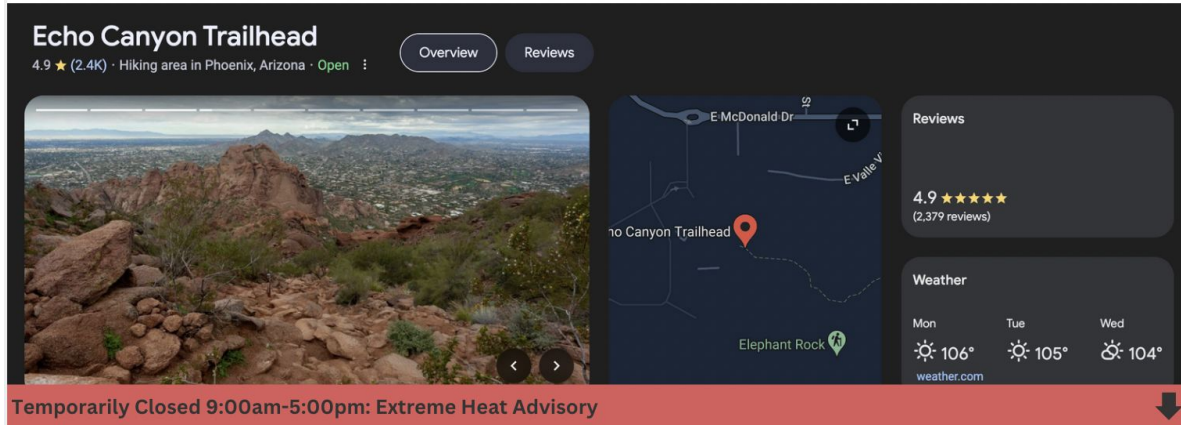 Echo Canyon Trailhead
4.9 ★ (2.4K) · Hiking area in Phoenix, Arizona · Open
Overview
Reviews
St
E McDonald Dr
E Valle V
ho Canyon Trailhead
Elephant Rock
Reviews
4.9 ★★★★★
(2,379 reviews)
Weather
Mon Tue Wed
106° 105° 104°
weather.com
Temporarily Closed 9:00am-5:00pm: Extreme Heat Advisory